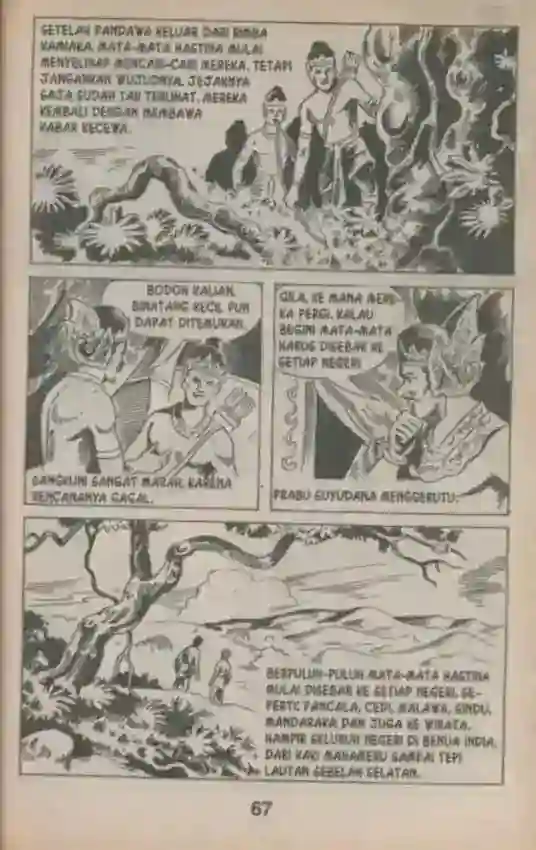 SETELAH PANDAWA KELUAR DARI RIMBA
KAMIAKA, MATA-MATA HASTINA MULAI
MENYELINAP MENCARI-CARI MEREKA. TETAPI
JANGANKAN WUJUDNYA, JEJAKNYA
SAJA SUDAH TAK TERLIHAT. MEREKA
KEMBALI DENGAN MEMBAWA
KABAR KECEWA.
BODOH KALIAN.
BINATANG KECIL PUN
DAPAT DITEMUKAN.
SANGKUNI SANGAT MARAH, KARENA
RENCANANYA GAGAL.
GILA, KE MANA MERE-
KA PERGI. KALAU
BEGINI MATA-MATA
HARUS DISEBAR KE
SETIAP NEGERI
PRABU SUYUDANA MENGGERUTU.
BERPULUH-PULUH MATA-MATA HASTINA
MULAI DISEBAR KE SETIAP NEGERI, SE-
PERTI PANCALA, CEDI, MALAWA, SINDU,
MANDARAKA DAN JUGA KE WIRATA.
HAMPIR SELURUH NEGERI DI BENUA INDIA,
DARI KAKI MAHAMERU SAMPAI TEPI
LAUTAN SEBELAH SELATAN.
67